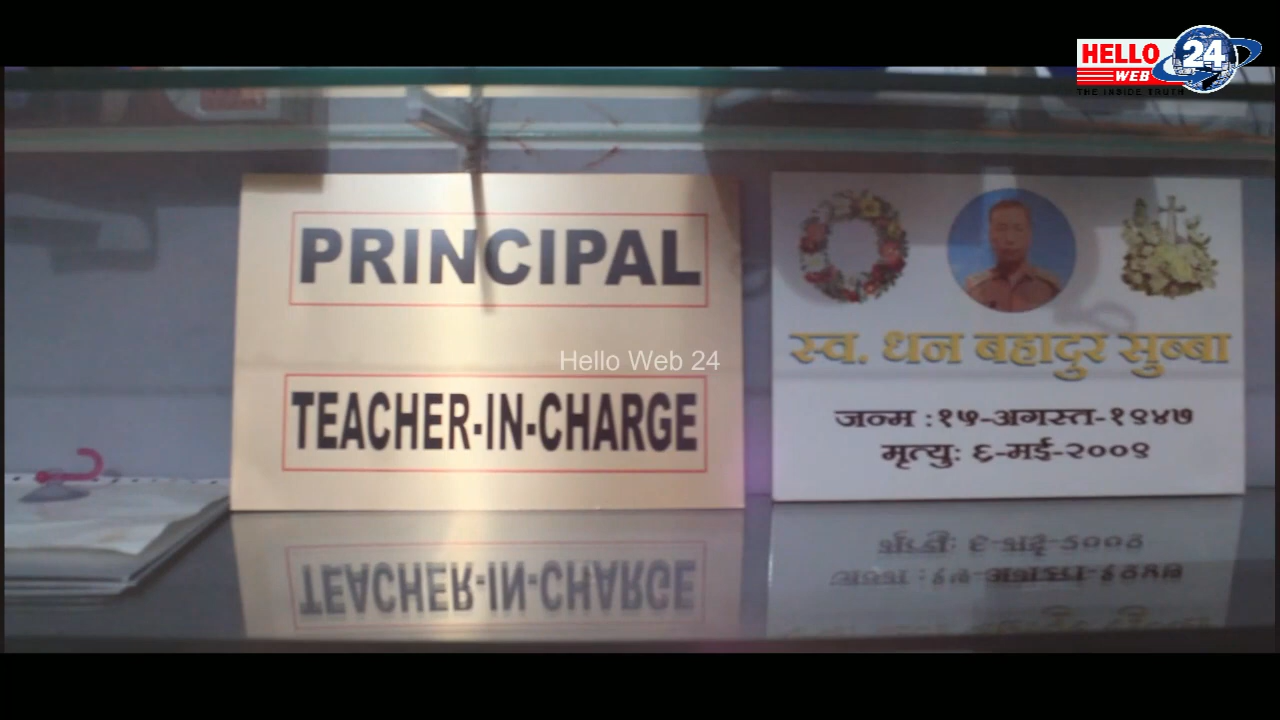 HELLO
24
WEB
THE INSIDE TRUTH
PRINCIPAL
TEACHER-IN-CHARGE
Hello Web 24
स्व. धन बहादुर सुब्बा
जन्म :१५-अगस्त-१९४७
मृत्यु: ६-मई-२००९